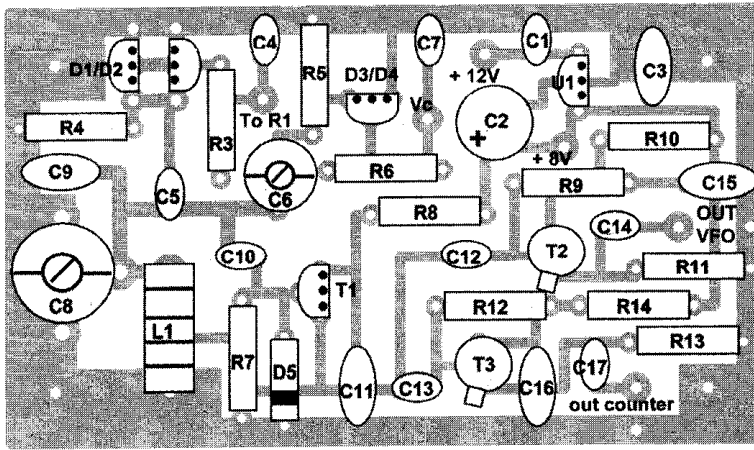 C4
R5
C7
C1
D1/D2
D3/D4
U1
C3
+ 12V
Vc
R4
R3
To R1
C2
+
R10
C9
R6
+ 8V
C5
C6
R9
C15
R8
C14
OUT
VFO
C10
C12
T2
R11
C8
T1
L1
R12
R14
R7
D5
T3
R13
C11
C13
C16
C17
out counter